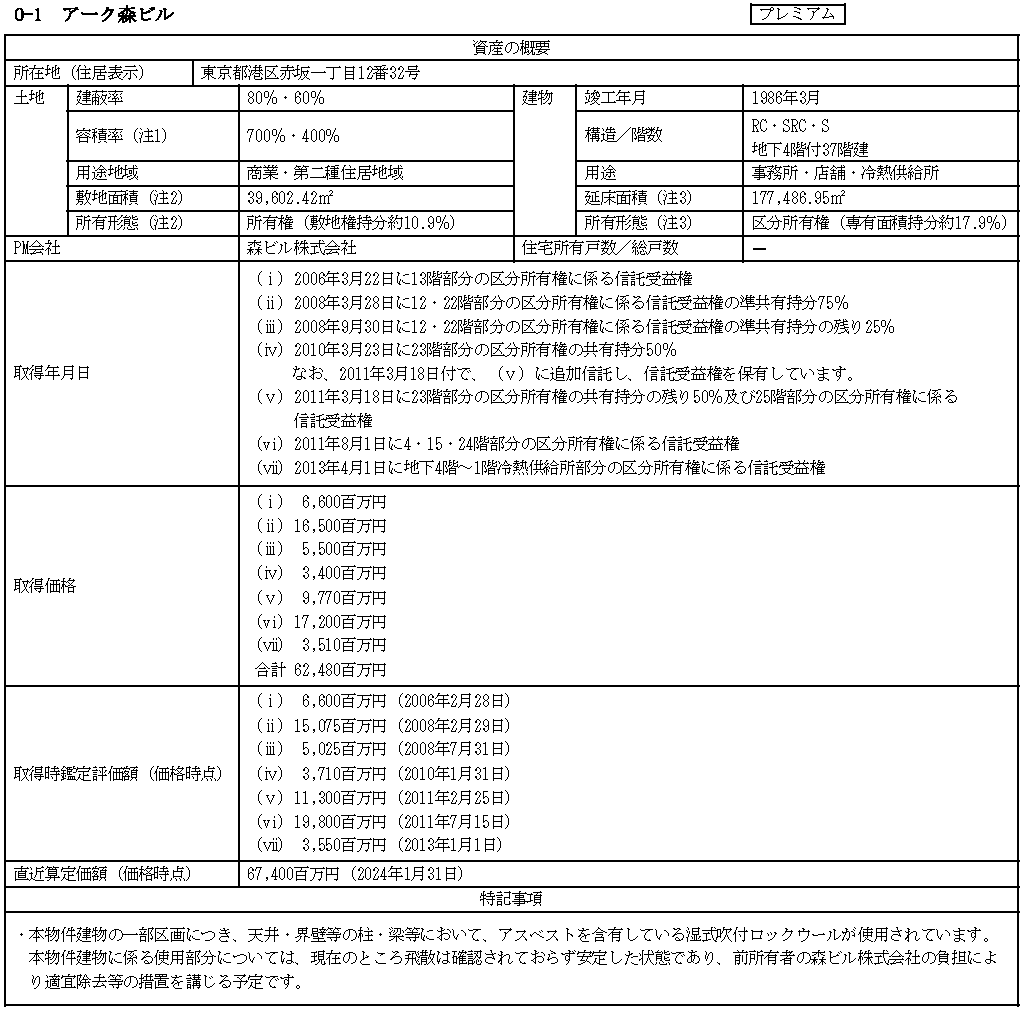 O-1 アーク森ビル プレミアム
資産の概要
所在地（住居表示） 東京都港区赤坂一丁目12番32号
土地 建蔽率 80％・60％ 建物 竣工年月 1986年3月
容積率（注1） 700％・400％ 構造／階数 RC・SRC・S
地下4階付37階建
用途地域 商業・第二種住居地域 用途 事務所・店舗・冷熱供給所
敷地面積（注2） 39,602.42㎡ 延床面積（注3） 177,486.95㎡
所有形態（注2） 所有権（敷地権持分約10.9％） 所有形態（注3） 区分所有権（専有面積持分約17.9％）
PM会社 森ビル株式会社 住宅所有戸数／総戸数 ―
取得年月日
（ⅰ）2006年3月22日に13階部分の区分所有権に係る信託受益権
（ⅱ）2008年3月28日に12・22階部分の区分所有権に係る信託受益権の準共有持分75％
（ⅲ）2008年9月30日に12・22階部分の区分所有権に係る信託受益権の準共有持分の残り25％
（ⅳ）2010年3月23日に23階部分の区分所有権の共有持分50％
なお、2011年3月18日付で、（ⅴ）に追加信託し、信託受益権を保有しています。
（ⅴ）2011年3月18日に23階部分の区分所有権の共有持分の残り50％及び25階部分の区分所有権に係る
信託受益権
（ⅵ）2011年8月1日に4・15・24階部分の区分所有権に係る信託受益権
（ⅶ）2013年4月1日に地下4階～1階冷熱供給所部分の区分所有権に係る信託受益権
取得価格
（ⅰ） 6,600百万円
（ⅱ）16,500百万円
（ⅲ） 5,500百万円
（ⅳ） 3,400百万円
（ⅴ） 9,770百万円
（ⅵ）17,200百万円
（ⅶ） 3,510百万円
合計 62,480百万円
取得時鑑定評価額（価格時点）
（ⅰ） 6,600百万円（2006年2月28日）
（ⅱ）15,075百万円（2008年2月29日）
（ⅲ） 5,025百万円（2008年7月31日）
（ⅳ） 3,710百万円（2010年1月31日）
（ⅴ）11,300百万円（2011年2月25日）
（ⅵ）19,800百万円（2011年7月15日）
（ⅶ） 3,550百万円（2013年1月1日）
直近算定価額（価格時点） 67,400百万円（2024年1月31日）
特記事項
・本物件建物の一部区画につき、天井・界壁等の柱・梁等において、アスベストを含有している湿式吹付ロックウールが使用されています。
本物件建物に係る使用部分については、現在のところ飛散は確認されておらず安定した状態であり、前所有者の森ビル株式会社の負担によ
り適宜除去等の措置を講じる予定です。